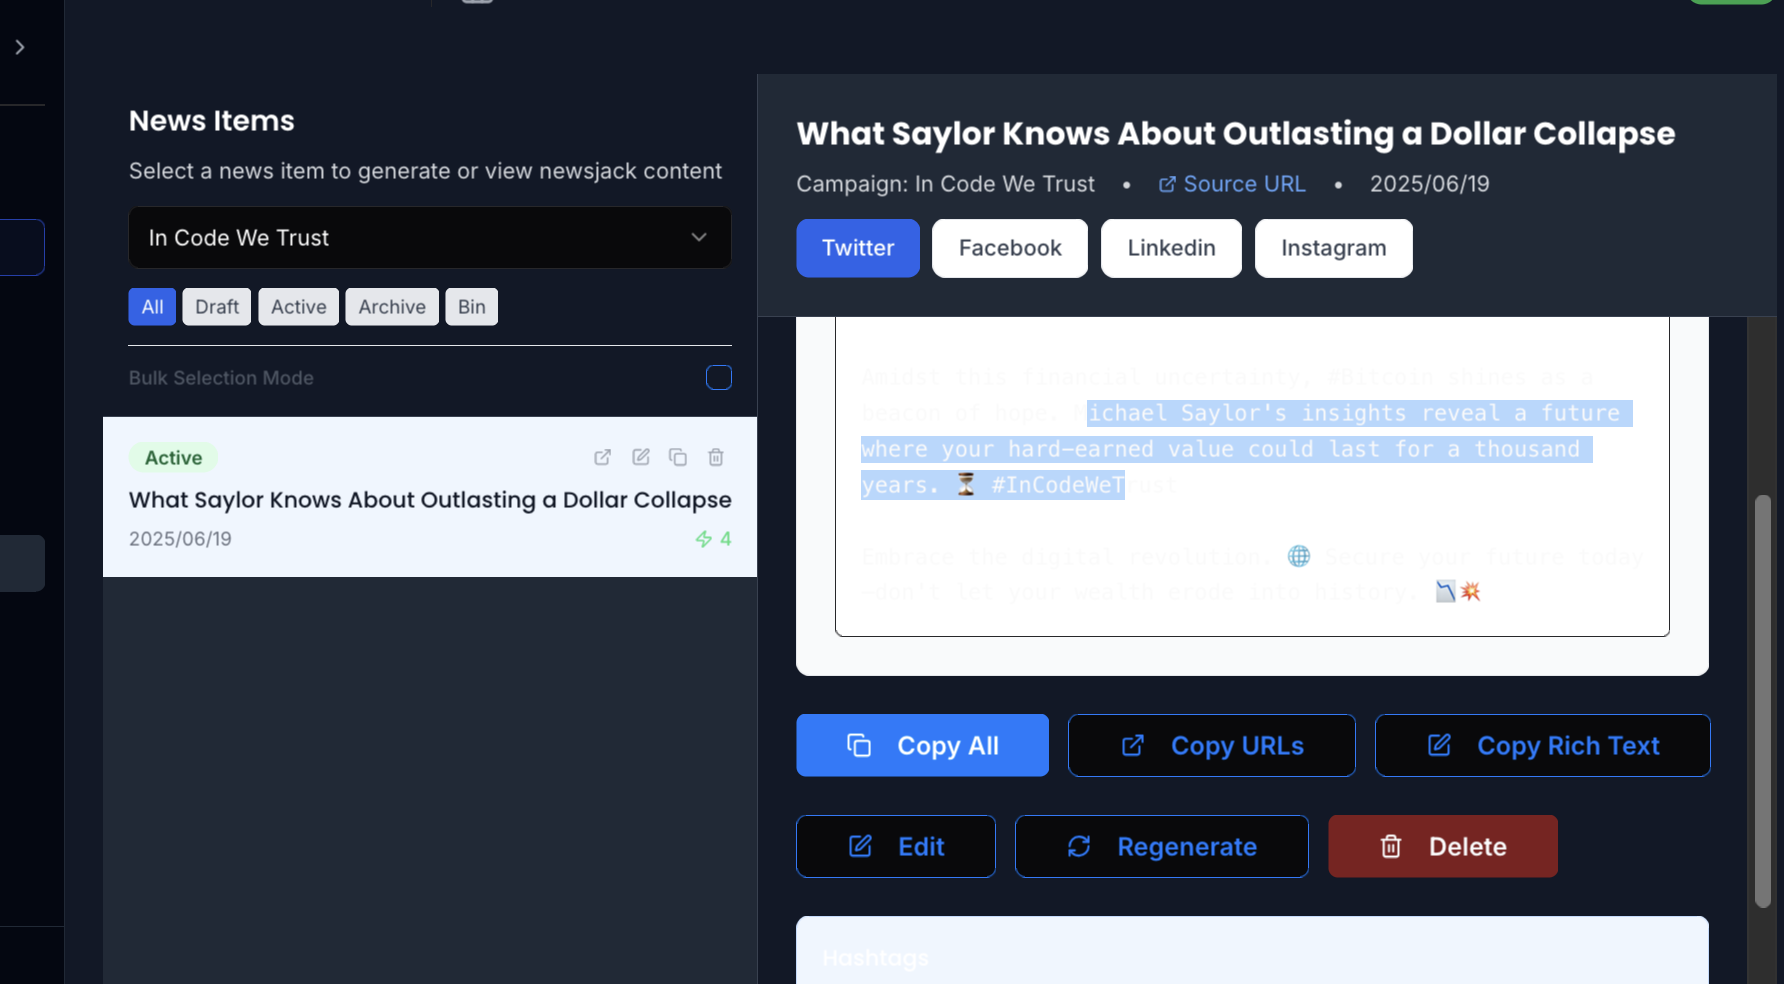 News Items
Select a news item to generate or view newsjack content
In Code We Trust
All
Draft
Active
Archive
Bin
Bulk Selection Mode
Active
What Saylor Knows About Outlasting a Dollar Collapse
2025/06/19
4
What Saylor Knows About Outlasting a Dollar Collapse
Campaign: In Code We Trust • Source URL • 2025/06/19
Twitter
Facebook
Linkedin
Instagram
Amidst this financial uncertainty, #Bitcoin shines as a
beacon of hope. Michael Saylor's insights reveal a future
where your hard-earned value could last for a thousand
years. ⏳ #InCodeWeTrust
Embrace the digital revolution. 🌐 Secure your future today
—don't let your wealth erode into history. 📉💥
Copy All
Copy URLs
Copy Rich Text
Edit
Regenerate
Delete
Hashtags